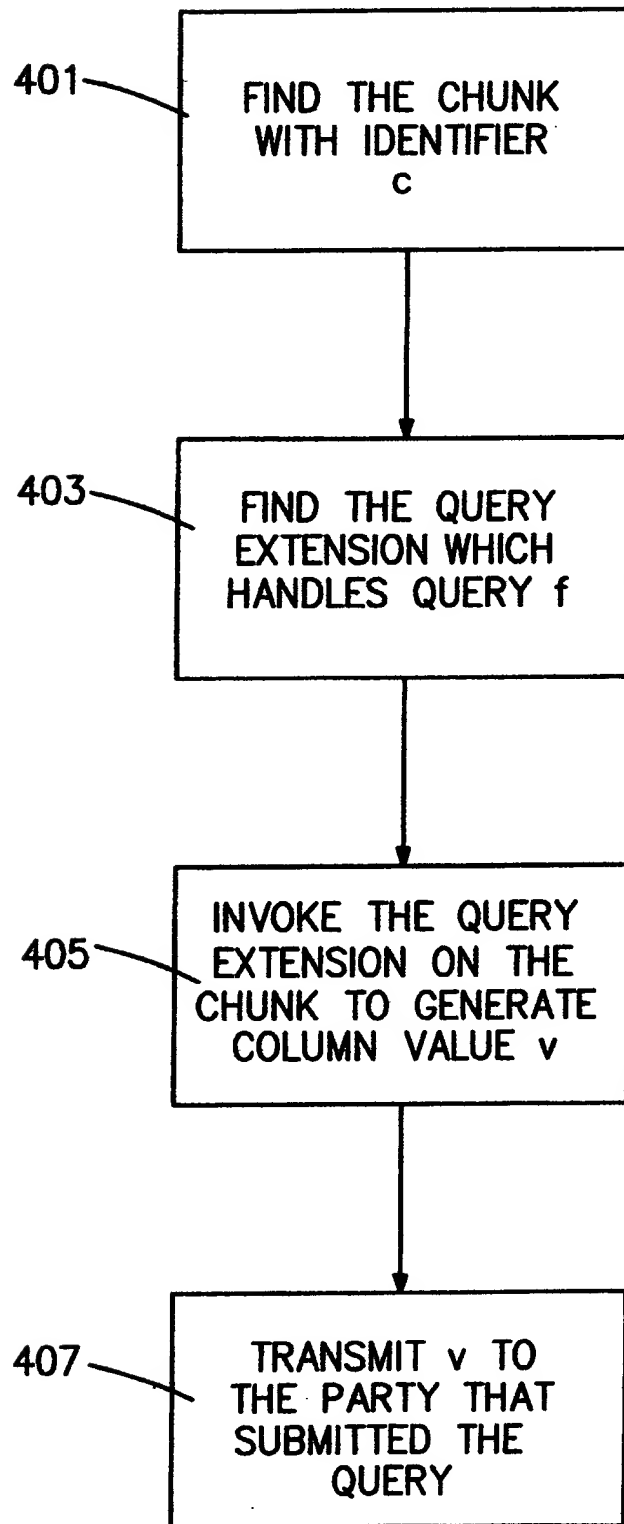 401
FIND THE CHUNK
WITH IDENTIFIER
c
403
FIND THE QUERY
EXTENSION WHICH
HANDLES QUERY f
405
INVOKE THE QUERY
EXTENSION ON THE
CHUNK TO GENERATE
COLUMN VALUE v
407
TRANSMIT v TO
THE PARTY THAT
SUBMITTED THE
QUERY